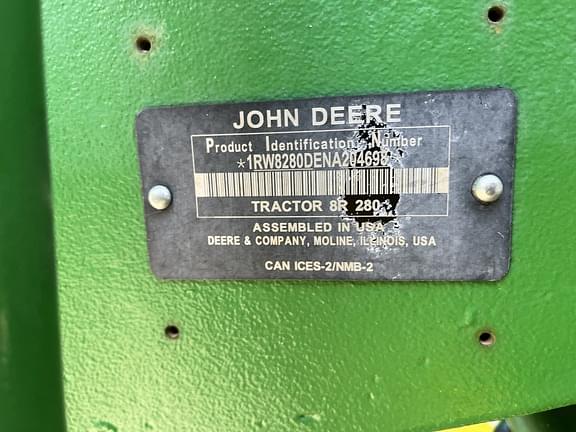 JOHN DEERE
Product Identification Number
*1RW8280DENA204698
TRACTOR 8R 280
ASSEMBLED IN USA
DEERE & COMPANY, MOLINE, ILLINOIS, USA
CAN ICES-2/NMB-2